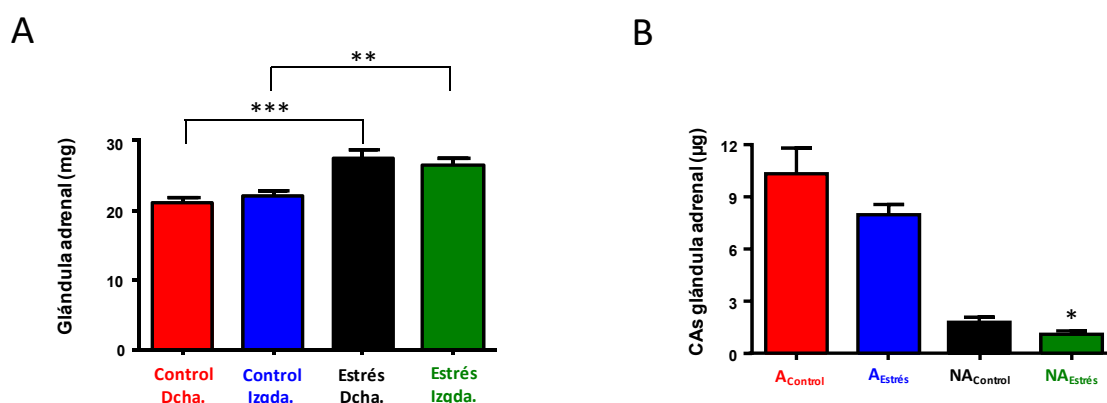 A
**
***
Glándula adrenal (mg)
30
20
10
0
Control
Dcha.
Control
Izqda.
Estrés
Dcha.
Estrés
Izqda.
B
CAs glándula adrenal (µg)
12
9
6
3
0
*
AControl
AEstrés
NAControl
NAEstrés